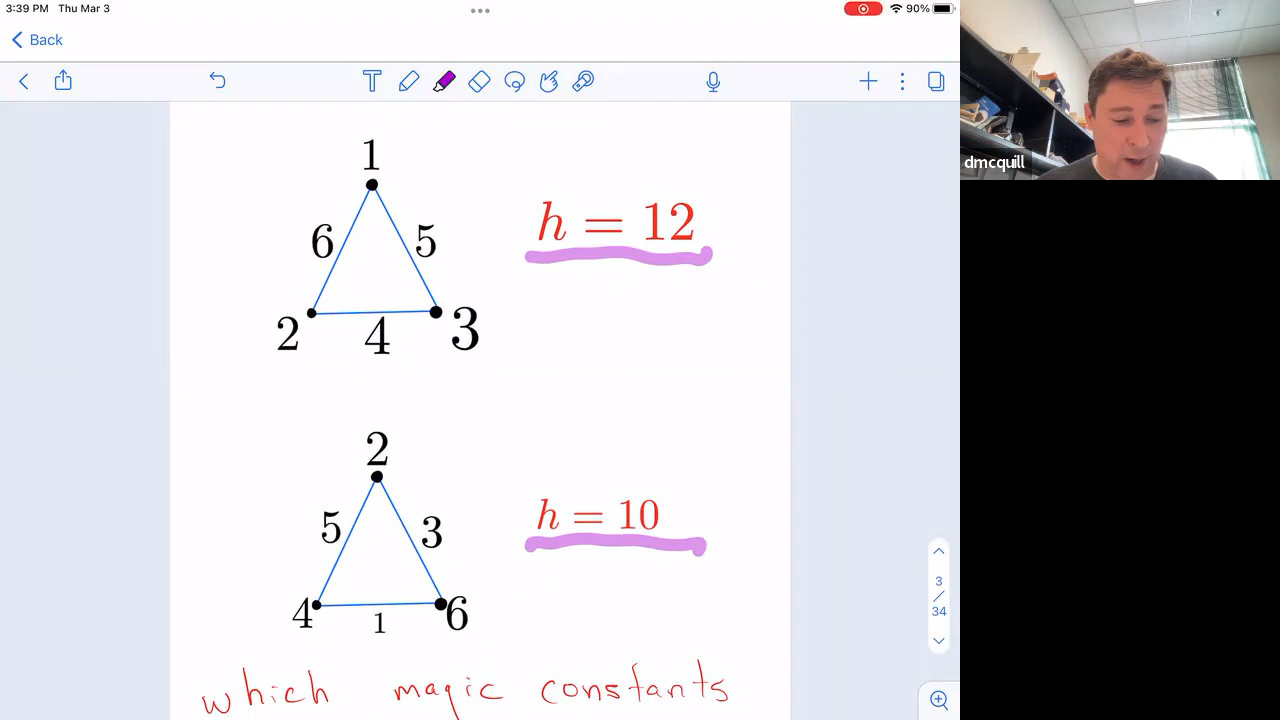 3:39 PM Thu Mar 3
90%
Back
T
dmcquill
1
6 5
h = 12
2 4 3
2
5 3
h = 10
4 1 6
3
/
34
which magic constants